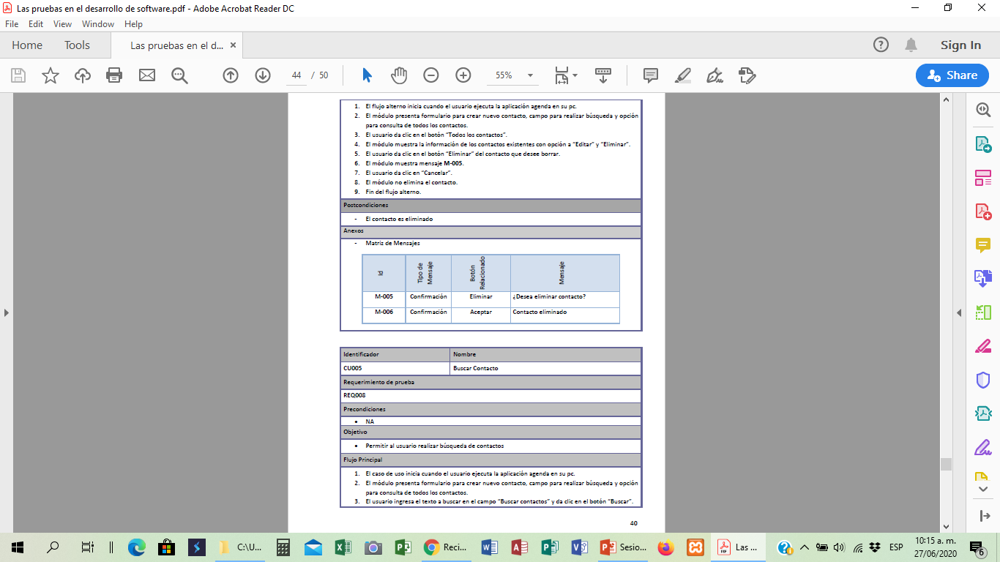 Las pruebas en el desarrollo de software.pdf - Adobe Acrobat Reader DC
File Edit View Window Help
Home Tools Las pruebas en el d... × Sign In
44 / 50 55% Share
1. El flujo alterno inicia cuando el usuario ejecuta la aplicación agenda en su pc.
2. El módulo presenta formulario para crear nuevo contacto, campo para realizar búsqueda y opción
para consulta de todos los contactos.
3. El usuario da clic en el botón “Todos los contactos”.
4. El módulo muestra la información de los contactos existentes con opción a “Editar” y “Eliminar”.
5. El usuario da clic en el botón “Eliminar” del contacto que desee borrar.
6. El módulo muestra mensaje M-005.
7. El usuario da clic en “Cancelar”.
8. El módulo no elimina el contacto.
9. Fin del flujo alterno.
Postcondiciones
- El contacto es eliminado
Anexos
- Matriz de Mensajes
Id Tipo de Mensaje Botón Relacionado Mensaje
M-005 Confirmación Eliminar ¿Desea eliminar contacto?
M-006 Confirmación Aceptar Contacto eliminado
Identificador Nombre
CU005 Buscar Contacto
Requerimiento de prueba
REQ008
Precondiciones
• NA
Objetivo
• Permitir al usuario realizar búsqueda de contactos
Flujo Principal
1. El caso de uso inicia cuando el usuario ejecuta la aplicación agenda en su pc.
2. El módulo presenta formulario para crear nuevo contacto, campo para realizar búsqueda y opción
para consulta de todos los contactos.
3. El usuario ingresa el texto a buscar en el campo “Buscar contactos” y da clic en el botón “Buscar”.
40
C:\U... Reci... Sesio... Las ... ESP 10:15 a. m.
27/06/2020 6